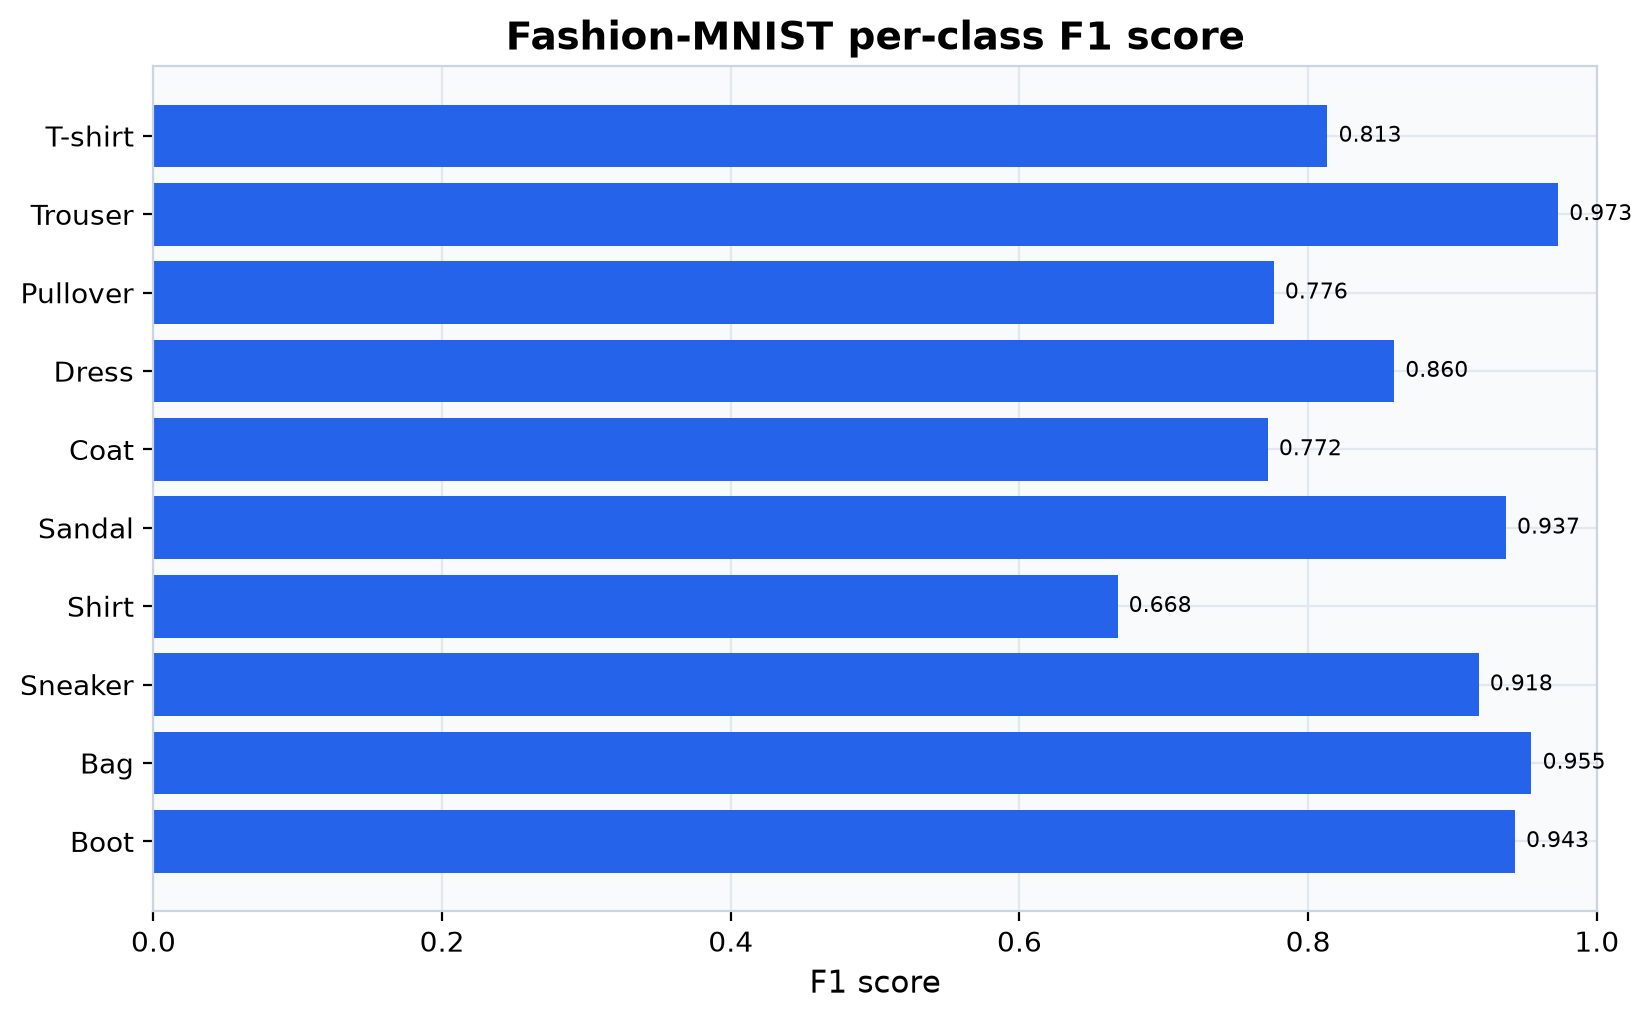 Fashion-MNIST per-class F1 score
T-shirt 0.813
Trouser 0.973
Pullover 0.776
Dress 0.860
Coat 0.772
Sandal 0.937
Shirt 0.668
Sneaker 0.918
Bag 0.955
Boot 0.943
0.0 0.2 0.4 0.6 0.8 1.0
F1 score